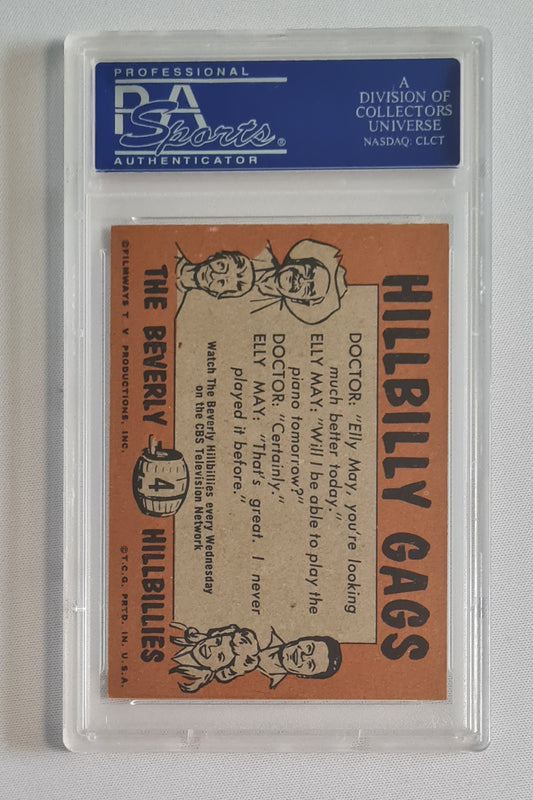 PROFESSIONAL
PSA
Sports®
AUTHENTICATOR
A
DIVISION OF
COLLECTORS
UNIVERSE
NASDAQ: CLCT
HILLBILLY GAGS
DOCTOR: "Elly May, you're looking
much better today."
ELLY MAY: "Will I be able to play the
piano tomorrow?"
DOCTOR: "Certainly."
ELLY MAY: "That's great. I never
played it before."
Watch The Beverly Hillbillies every Wednesday
on the CBS Television Network
THE BEVERLY 4 HILLBILLIES
©FILMWAYS T. V. PRODUCTIONS, INC.
©T.C.G. PRTD. IN U.S.A.